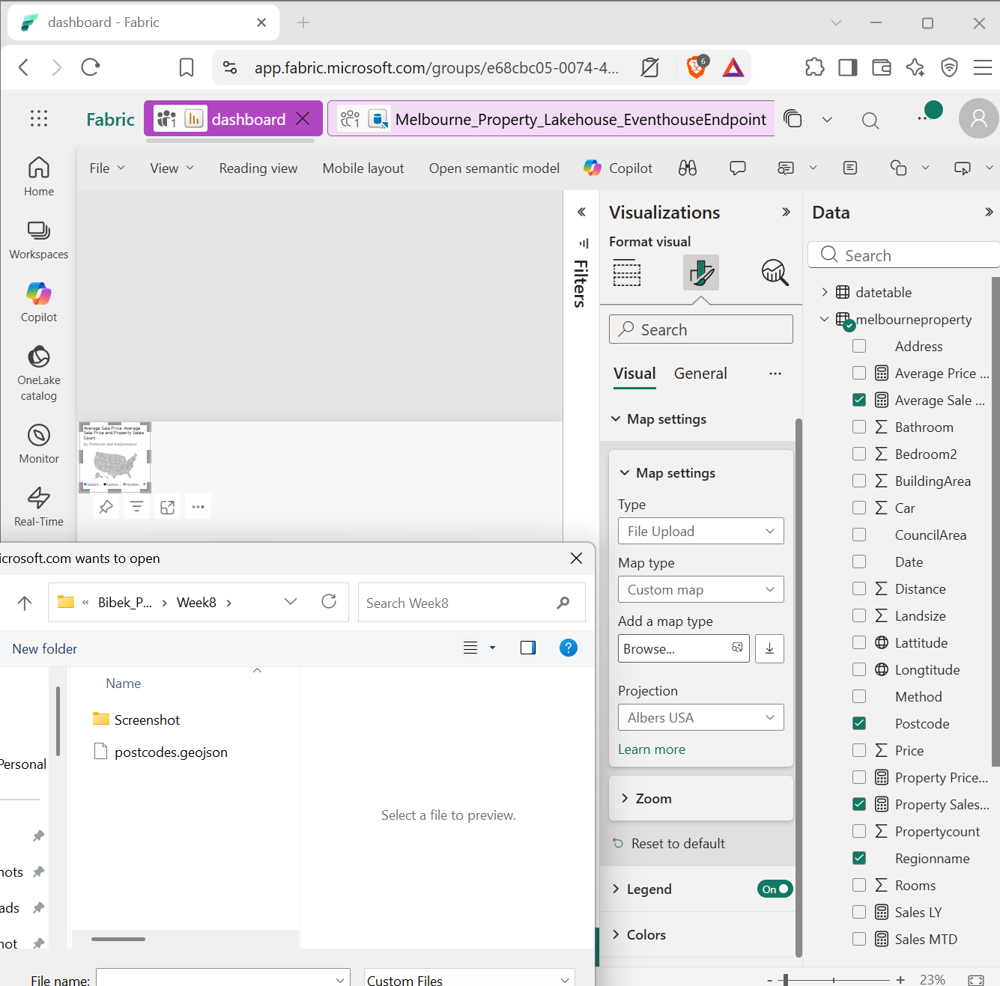 dashboard - Fabric
app.fabric.microsoft.com/groups/e68cbc05-0074-4...
6
Fabric
1
dashboard
1
Melbourne_Property_Lakehouse_EventhouseEndpoint
File
View
Reading view
Mobile layout
Open semantic model
Copilot
Home
Workspaces
Copilot
OneLake
catalog
Monitor
Real-Time
Average Sale Price, Average
Sale Price and Property Sales
Count
by Postcode and Regionname
Eastern ...
Eastern ...
Northe r...
Filters
Visualizations
Format visual
Search
Visual
General
Map settings
Map settings
Type
File Upload
Map type
Custom map
Add a map type
Browse...
Projection
Albers USA
Learn more
Zoom
Reset to default
Legend
On
Colors
Data
Search
datetable
melbourneproperty
Address
Average Price ...
Average Sale ...
Bathroom
Bedroom2
BuildingArea
Car
CouncilArea
Date
Distance
Landsize
Lattitude
Longtitude
Method
Postcode
Price
Property Price...
Property Sales...
Propertycount
Regionname
Rooms
Sales LY
Sales MTD
- + 23%
icrosoft.com wants to open
« Bibek_P... > Week8 >
Search Week8
New folder
Name
Screenshot
postcodes.geojson
Personal
hots
ads
hot
Select a file to preview.
File name:
Custom Files